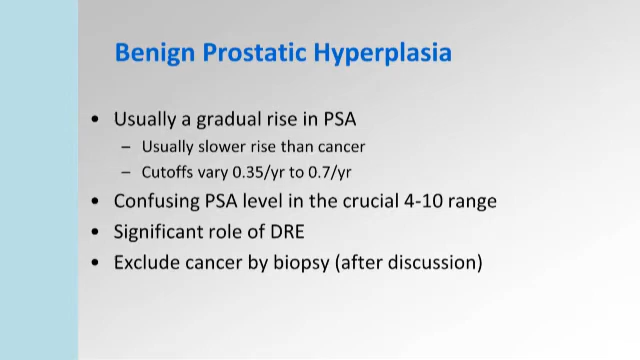 Benign Prostatic Hyperplasia
• Usually a gradual rise in PSA
– Usually slower rise than cancer
– Cutoffs vary 0.35/yr to 0.7/yr
• Confusing PSA level in the crucial 4-10 range
• Significant role of DRE
• Exclude cancer by biopsy (after discussion)